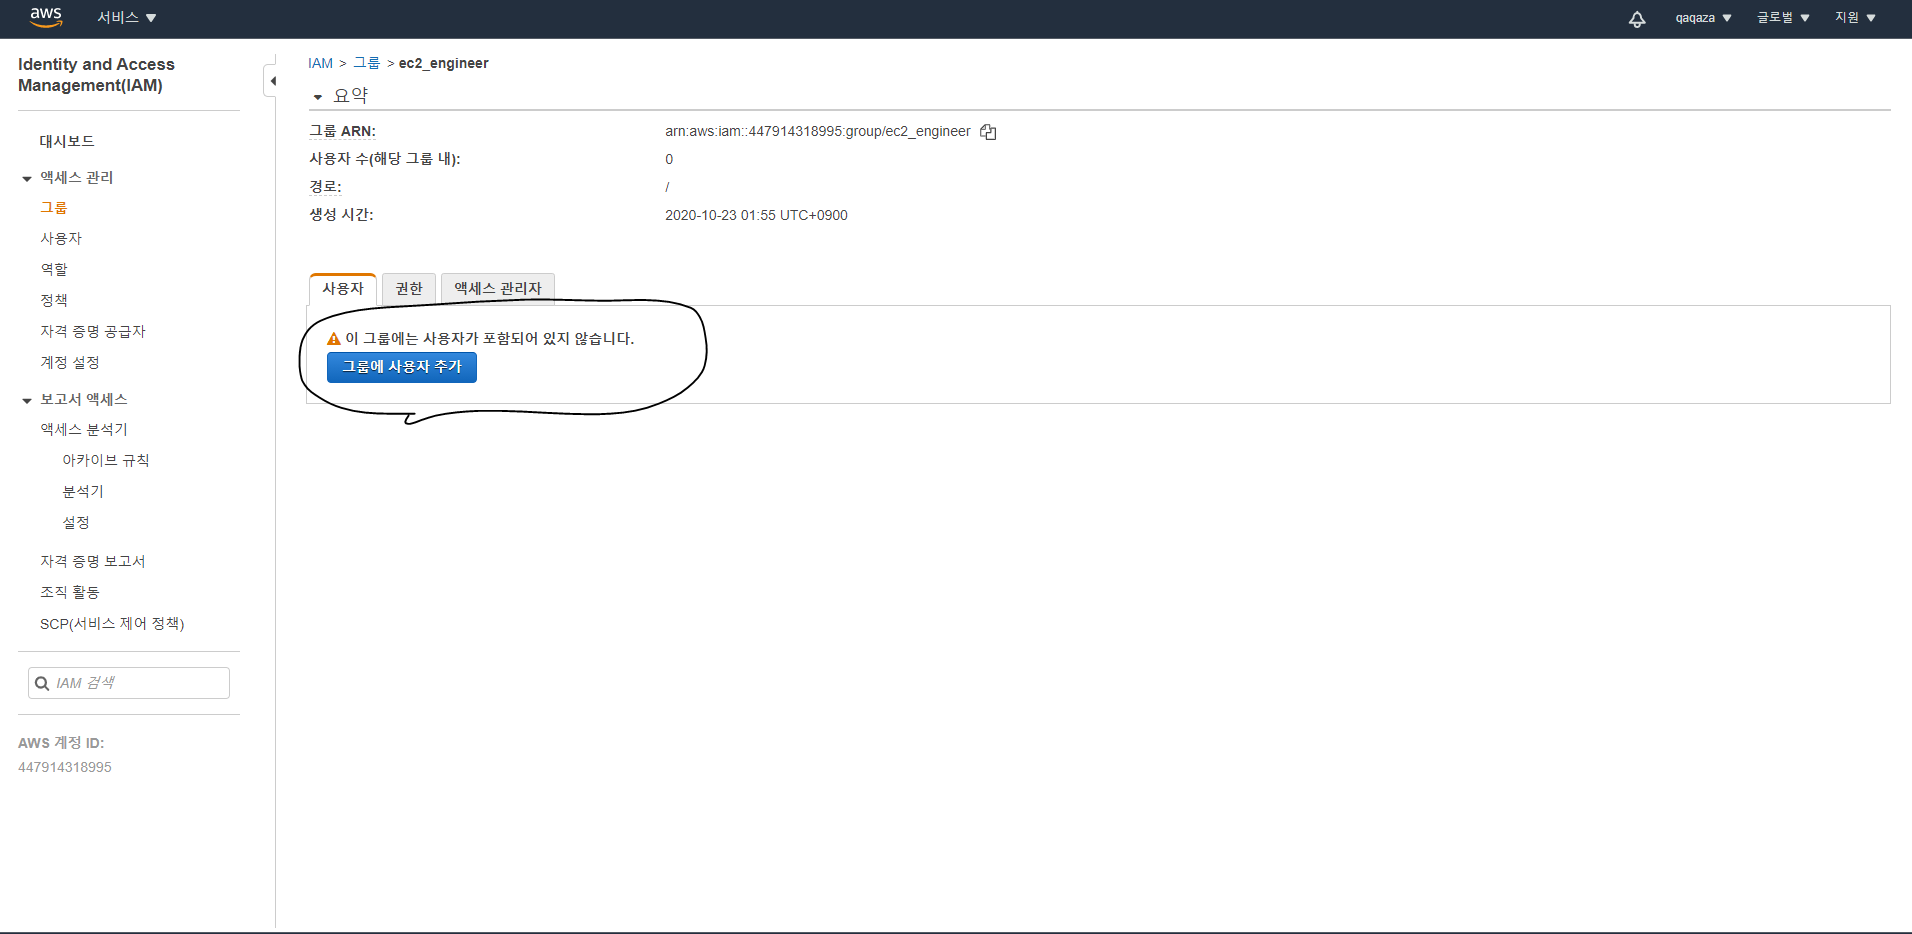 aws
서비스
qaqaza
글로벌
지원
Identity and Access
Management(IAM)
대시보드
액세스 관리
그룹
사용자
역할
정책
자격 증명 공급자
계정 설정
보고서 액세스
액세스 분석기
아카이브 규칙
분석기
설정
자격 증명 보고서
조직 활동
SCP(서비스 제어 정책)
IAM 검색
AWS 계정 ID:
447914318995
IAM > 그룹 > ec2_engineer
요약
그룹 ARN: arn:aws:iam::447914318995:group/ec2_engineer
사용자 수(해당 그룹 내): 0
경로: /
생성 시간: 2020-10-23 01:55 UTC+0900
사용자 권한 액세스 관리자
이 그룹에는 사용자가 포함되어 있지 않습니다.
그룹에 사용자 추가